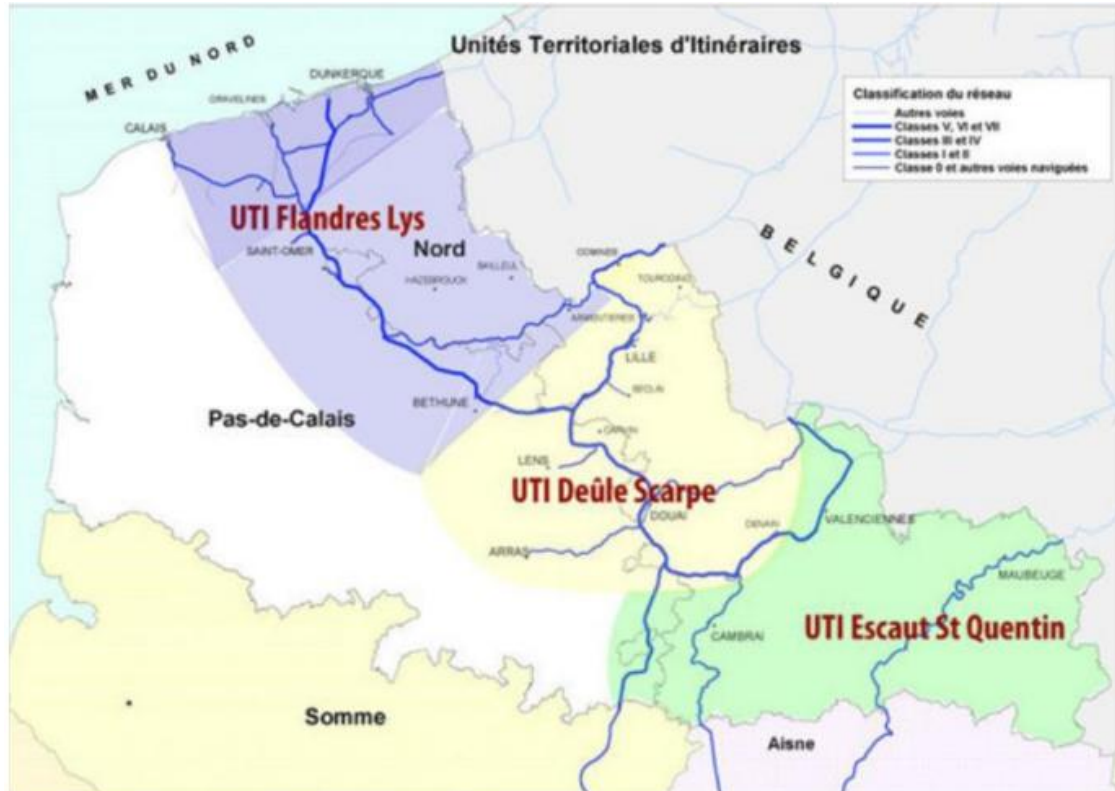 Unités Territoriales d'Itinéraires
MER DU NORD
DUNKERQUE
GRAVELINES
CALAIS
Classification du réseau
Autres voies
Classes V, VI et VII
Classes III et IV
Classes I et II
Classe 0 et autres voies naviguées
UTI Flandres Lys
Nord
SAINT-OMER
HAZEBROUCK
BAILLEUL
COMINES
TOURCOING
BELGIQUE
ARMENTIERES
LILLE
SECLIN
BETHUNE
Pas-de-Calais
CARVIN
LENS
UTI Deûle Scarpe
DOUAI
DENAIN
VALENCIENNES
ARRAS
MAUBEUGE
CAMBRAI
UTI Escaut St Quentin
Somme
Aisne